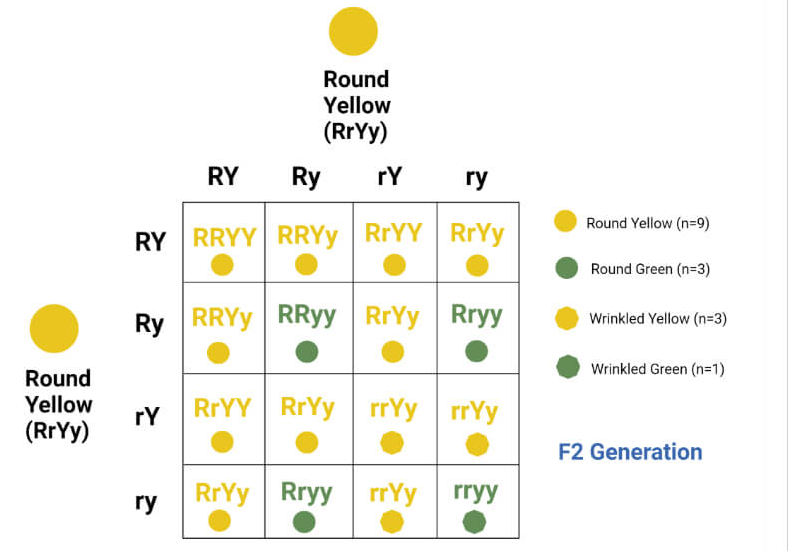 Round
Yellow
(RrYy)
RY Ry rY ry
RY RRYY RRYy RrYY RrYy
Ry RRYy RRyy RrYy Rryy
rY RrYY RrYy rrYy rrYy
ry RrYy Rryy rrYy rryy
Round
Yellow
(RrYy)
Round Yellow (n=9)
Round Green (n=3)
Wrinkled Yellow (n=3)
Wrinkled Green (n=1)
F2 Generation